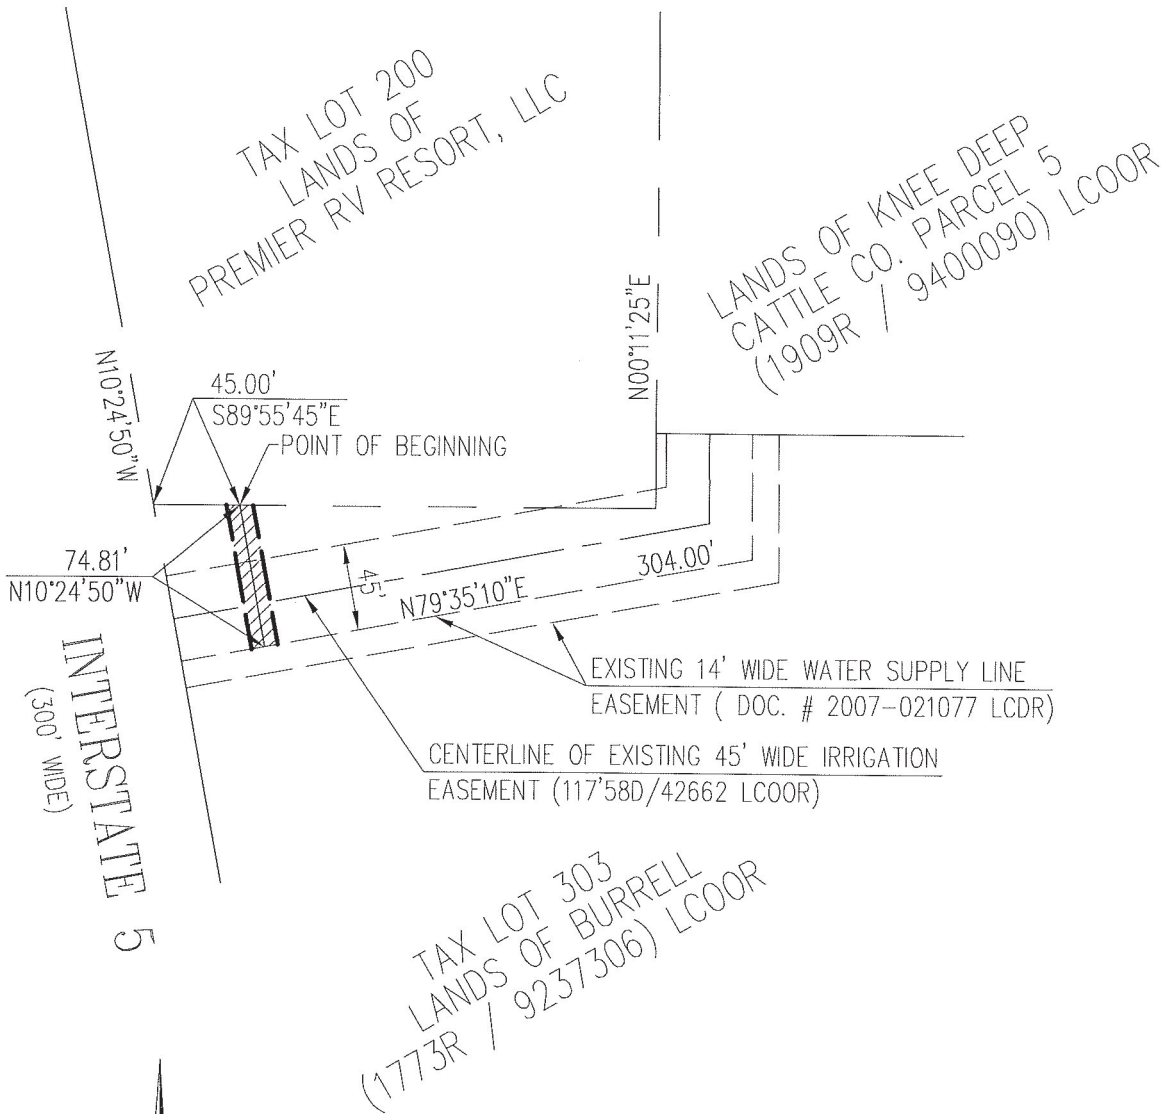 TAX LOT 200
LANDS OF
PREMIER RV RESORT, LLC
LANDS OF KNEE DEEP
CATTLE CO. PARCEL 5
(1909R / 9400090) LCOOR
N00°11'25"E
N10°24'50"W
45.00'
S89°55'45"E
POINT OF BEGINNING
74.81'
N10°24'50"W
45'
N79°35'10"E
304.00'
EXISTING 14' WIDE WATER SUPPLY LINE
EASEMENT ( DOC. # 2007-021077 LCDR)
CENTERLINE OF EXISTING 45' WIDE IRRIGATION
EASEMENT (117'58D/42662 LCOOR)
INTERSTATE 5
(300' WIDE)
TAX LOT 303
LANDS OF BURRELL
(1773R / 9237306) LCOOR